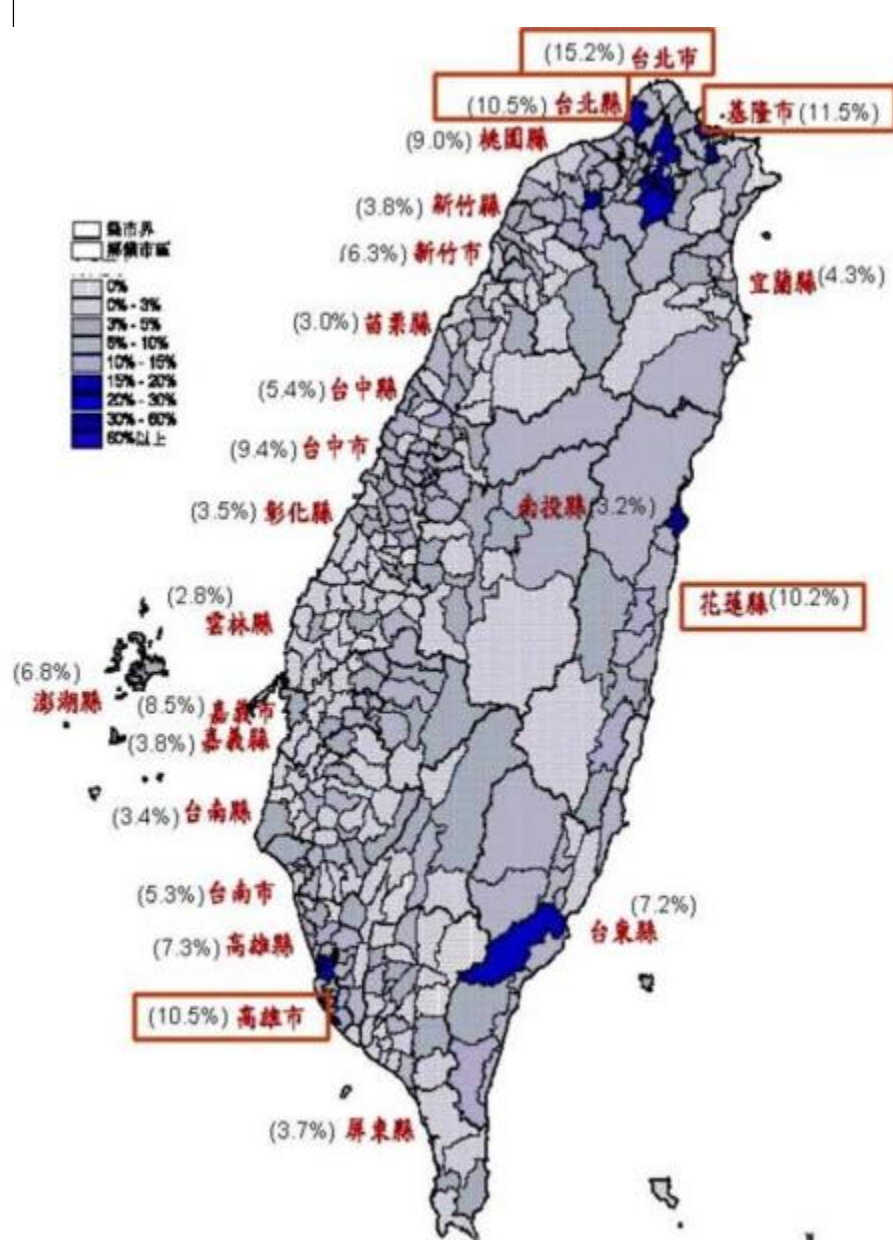 (15.2%) 台北市
(10.5%) 台北縣
基隆市 (11.5%)
(9.0%) 桃園縣
(3.8%) 新竹縣
縣市界
鄉鎮市區
(6.3%) 新竹市
宜蘭縣 (4.3%)
0%
0% - 3%
3% - 5%
5% - 10%
10% - 15%
15% - 20%
20% - 30%
30% - 60%
60%以上
(3.0%) 苗栗縣
(5.4%) 台中縣
(9.4%) 台中市
(3.5%) 彰化縣
南投縣 (3.2%)
(2.8%)
雲林縣
花蓮縣 (10.2%)
(6.8%)
澎湖縣
(8.5%) 嘉義市
(3.8%) 嘉義縣
(3.4%) 台南縣
(5.3%) 台南市
(7.2%)
台東縣
(7.3%) 高雄縣
(10.5%) 高雄市
(3.7%) 屏東縣